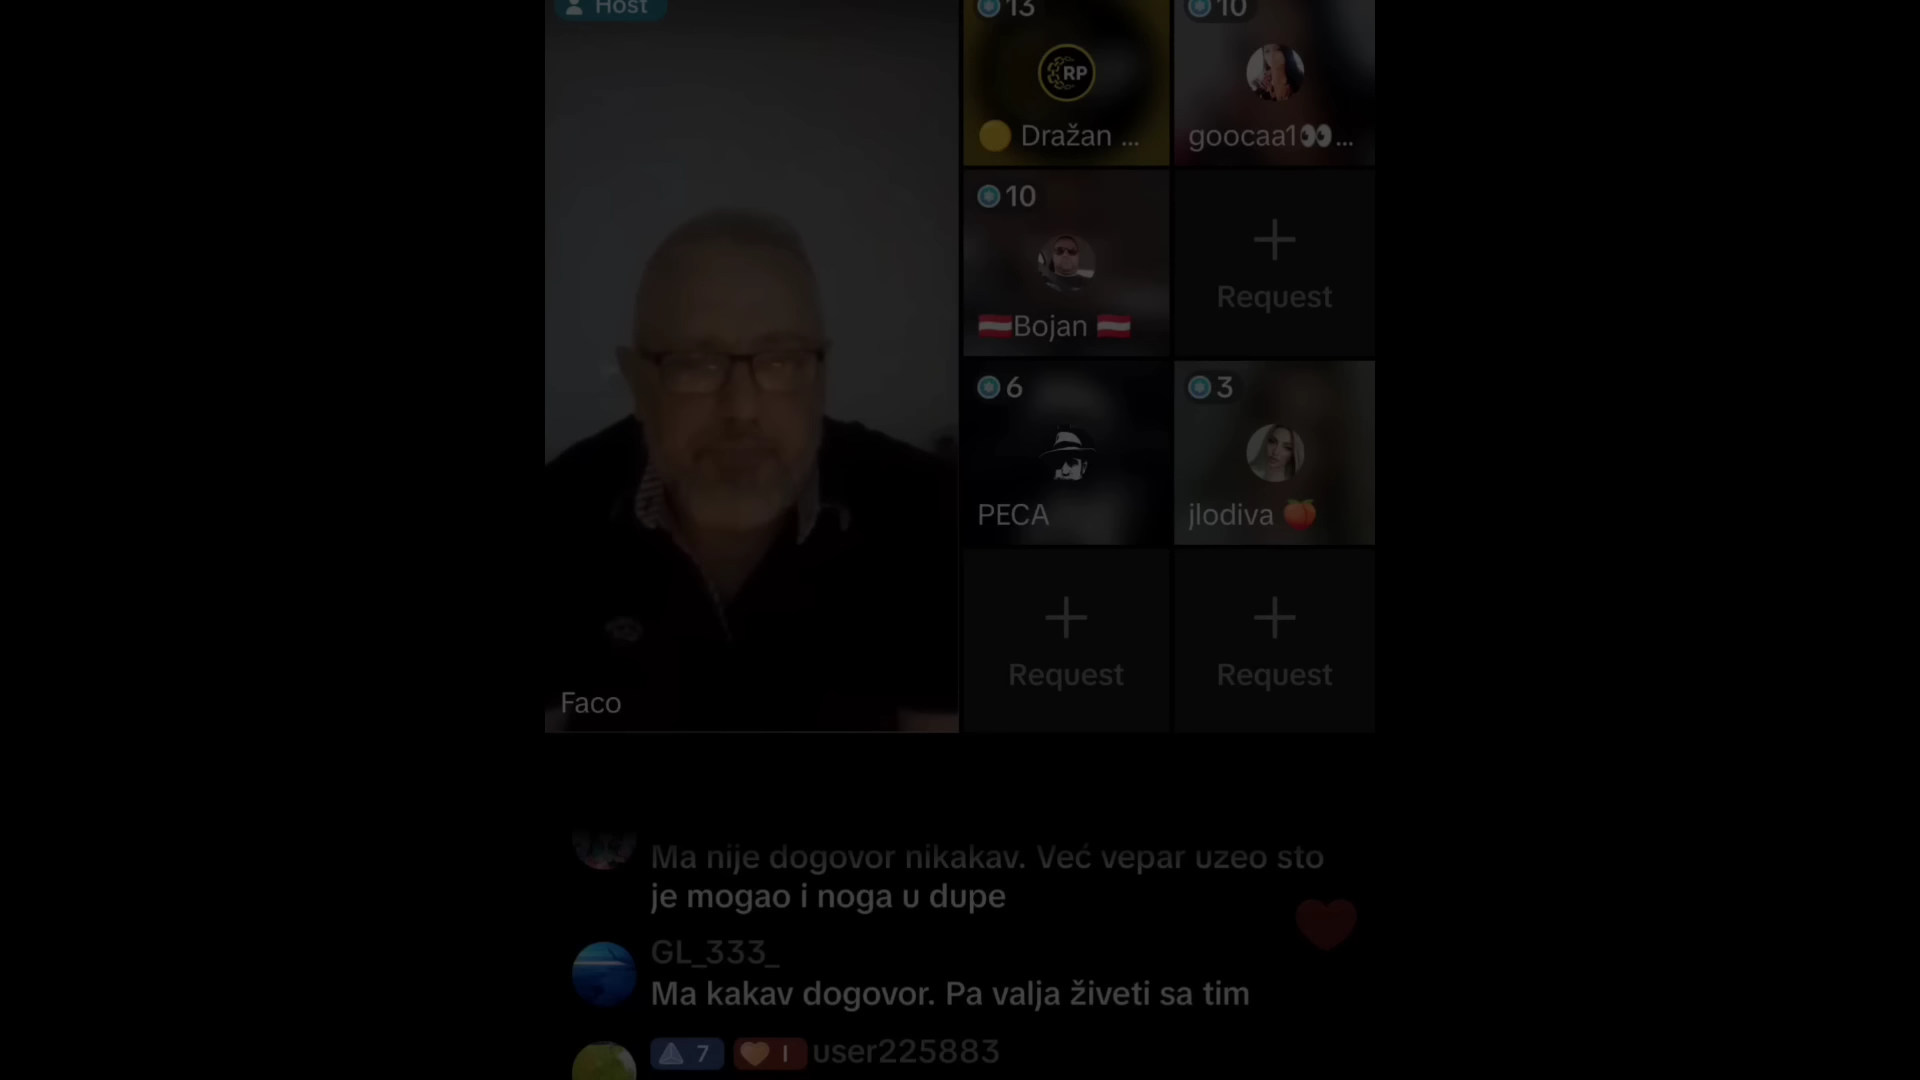 Host
13
10
RP
Dražan ...
goocaa1👀...
10
Bojan
Request
6
3
PECA
jlodiva 🍑
Request
Request
Faco
Ma nije dogovor nikakav. Već vepar uzeo sto
je mogao i noga u dupe
GL_333_
Ma kakav dogovor. Pa valja živeti sa tim
7 I user225883